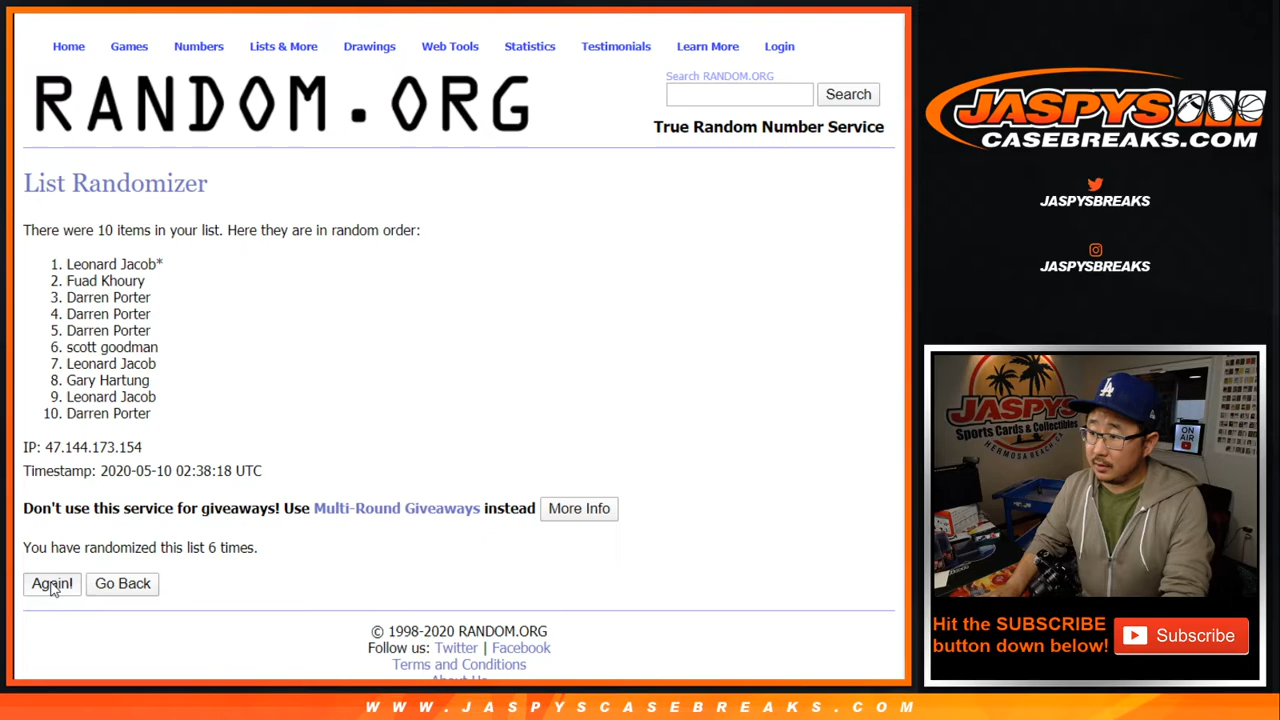 Home Games Numbers Lists & More Drawings Web Tools Statistics Testimonials Learn More Login
RANDOM.ORG
Search RANDOM.ORG
Search
True Random Number Service
List Randomizer
There were 10 items in your list. Here they are in random order:
1. Leonard Jacob*
2. Fuad Khoury
3. Darren Porter
4. Darren Porter
5. Darren Porter
6. scott goodman
7. Leonard Jacob
8. Gary Hartung
9. Leonard Jacob
10. Darren Porter
IP: 47.144.173.154
Timestamp: 2020-05-10 02:38:18 UTC
Don't use this service for giveaways! Use Multi-Round Giveaways instead More Info
You have randomized this list 6 times.
Again! Go Back
© 1998-2020 RANDOM.ORG
Follow us: Twitter | Facebook
Terms and Conditions
About Us
JASPYS
CASEBREAKS.COM
JASPYSBREAKS
JASPYSBREAKS
JASPYS
Sports Cards & Collectibles
HERMOSA BEACH, CA
LA
ON
AIR
Hit the SUBSCRIBE
button down below!
Subscribe
WWW.JASPYSCASEBREAKS.COM